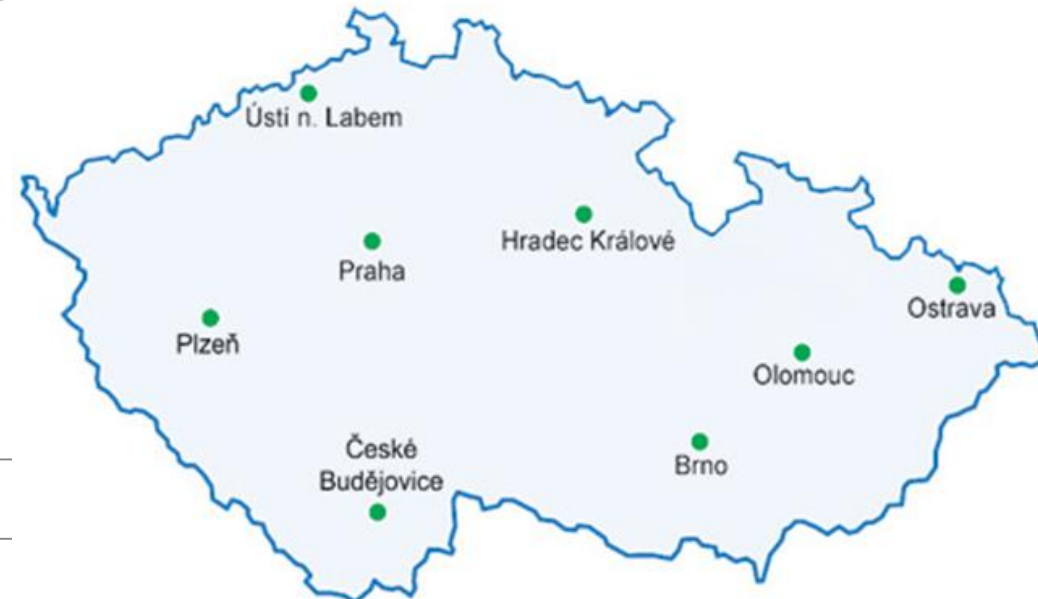 Ústí n. Labem
Hradec Králové
Praha
Ostrava
Plzeň
Olomouc
České
Budějovice
Brno